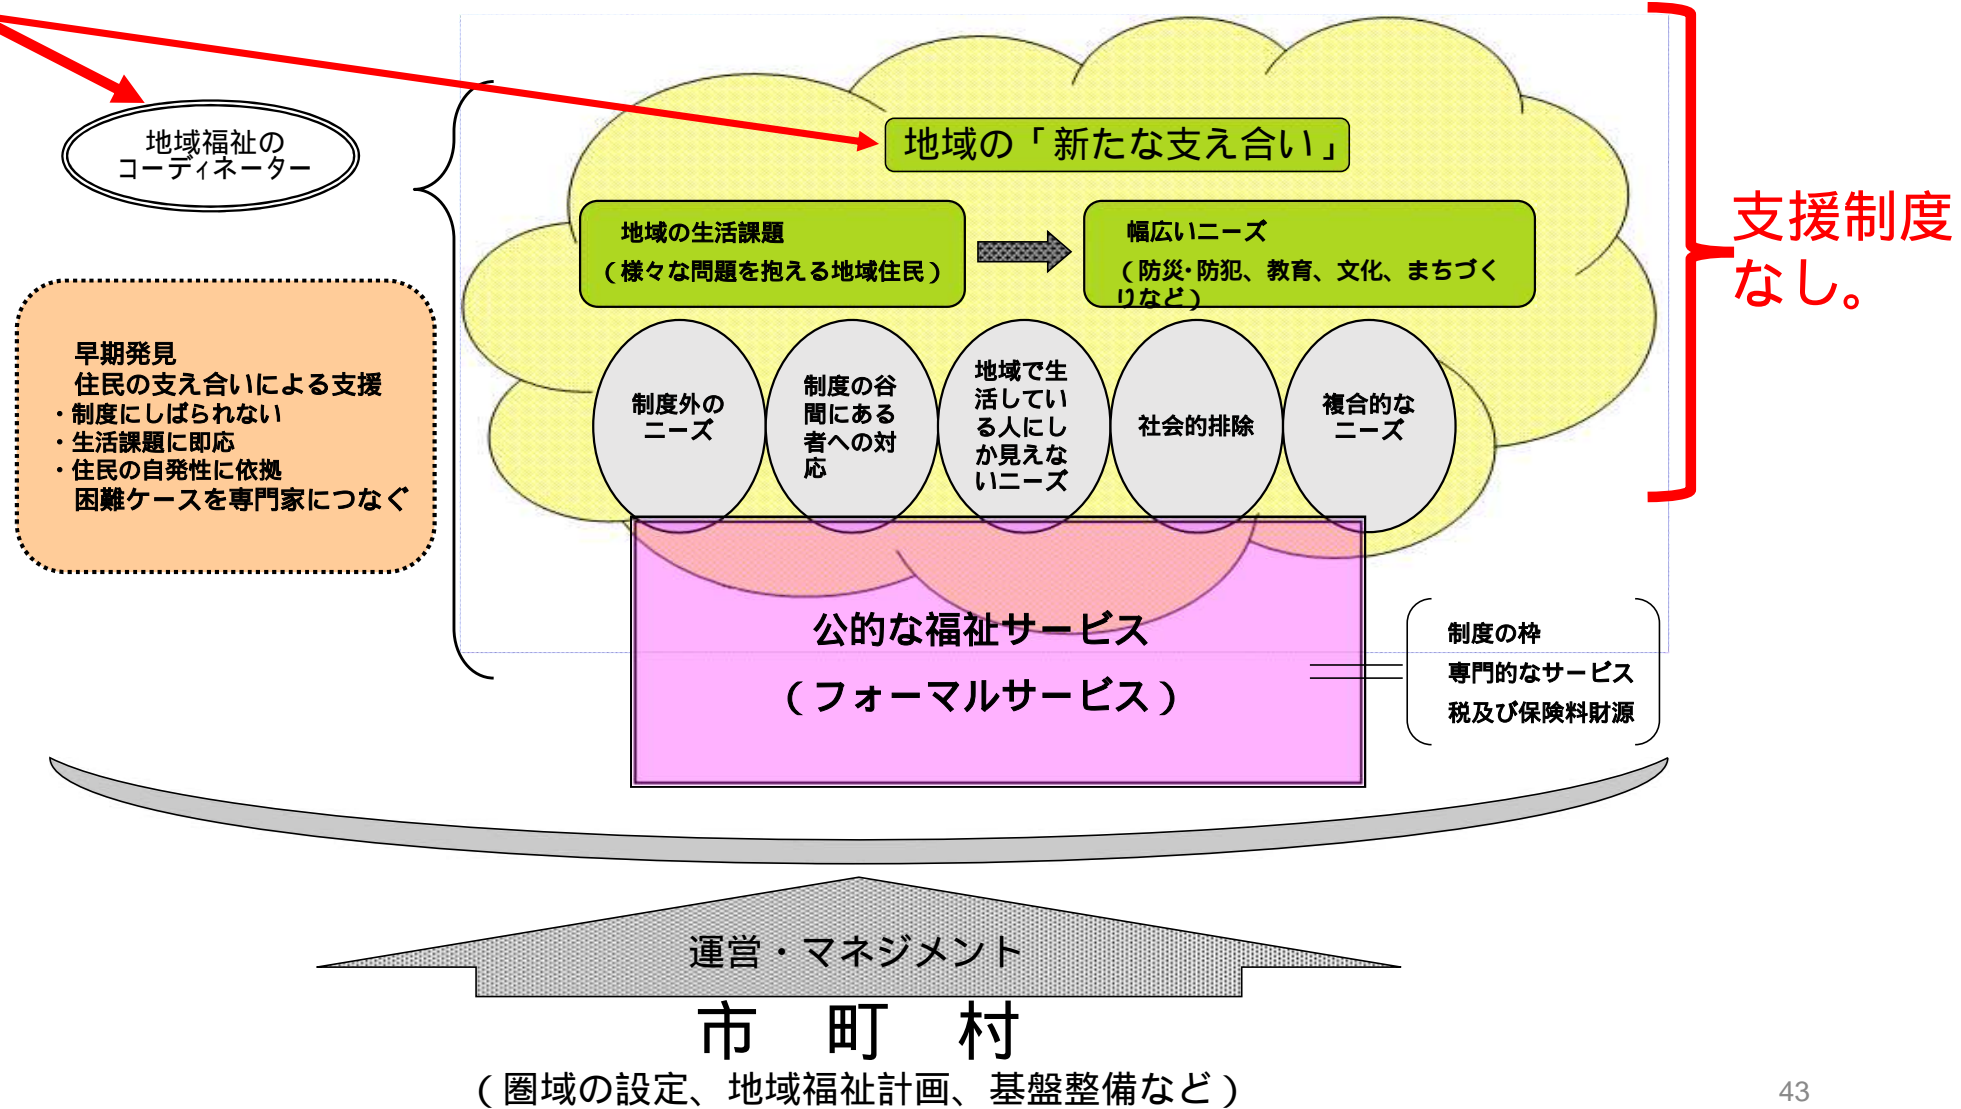 地域福祉の
コーディネーター
地域の「新たな支え合い」
地域の生活課題
(様々な問題を抱える地域住民)
幅広いニーズ
(防災・防犯、教育、文化、まちづく
りなど)
支援制度
なし。
早期発見
住民の支え合いによる支援
・制度にしばられない
・生活課題に即応
・住民の自発性に依拠
困難ケースを専門家につなぐ
制度外の
ニーズ
制度の谷
間にある
者への対
応
地域で生
活してい
る人にし
か見えな
いニーズ
社会的排除
複合的な
ニーズ
公的な福祉サービス
(フォーマルサービス)
制度の枠
専門的なサービス
税及び保険料財源
運営・マネジメント
市 町 村
(圏域の設定、地域福祉計画、基盤整備など)
43